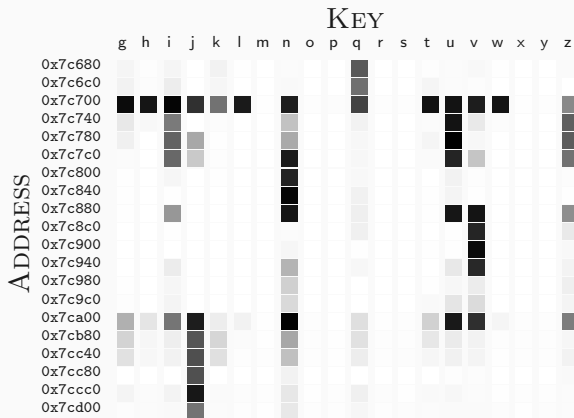 KEY
g h i j k l m n o p q r s t u v w x y z
ADDRESS
0x7c680
0x7c6c0
0x7c700
0x7c740
0x7c780
0x7c7c0
0x7c800
0x7c840
0x7c880
0x7c8c0
0x7c900
0x7c940
0x7c980
0x7c9c0
0x7ca00
0x7cb80
0x7cc40
0x7cc80
0x7ccc0
0x7cd00